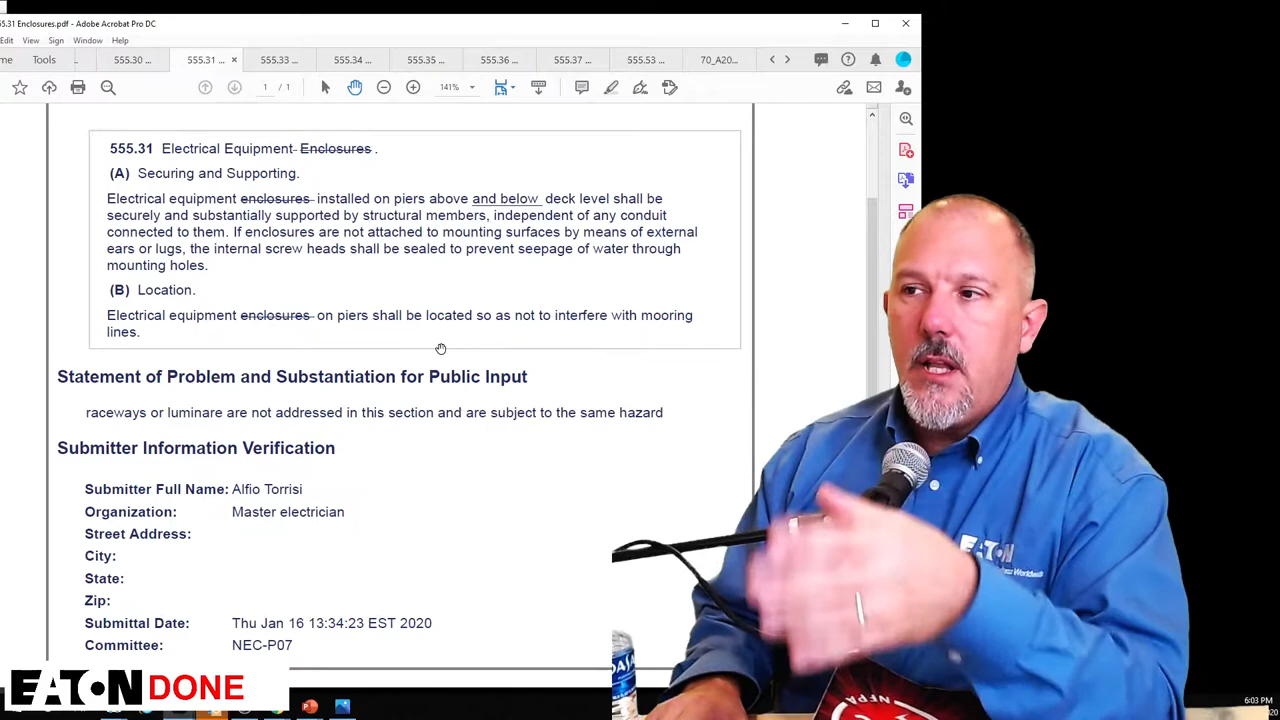 5.31 Enclosures.pdf - Adobe Acrobat Pro DC
Edit View Sign Window Help
me Tools
555.30 ...
555.31 ... ×
555.33 ...
555.34 ...
555.35 ...
555.36 ...
555.37 ...
555.53 ...
70_A20...
1 / 1
141%
555.31 Electrical Equipment Enclosures .
(A) Securing and Supporting.
Electrical equipment enclosures installed on piers above and below deck level shall be
securely and substantially supported by structural members, independent of any conduit
connected to them. If enclosures are not attached to mounting surfaces by means of external
ears or lugs, the internal screw heads shall be sealed to prevent seepage of water through
mounting holes.
(B) Location.
Electrical equipment enclosures on piers shall be located so as not to interfere with mooring
lines.
Statement of Problem and Substantiation for Public Input
raceways or luminare are not addressed in this section and are subject to the same hazard
Submitter Information Verification
Submitter Full Name: Alfio Torrisi
Organization: Master electrician
Street Address:
City:
State:
Zip:
Submittal Date: Thu Jan 16 13:34:23 EST 2020
Committee: NEC-P07
EATON
Worldwide
DASA
NFPA
EATON DONE
6:03 PM